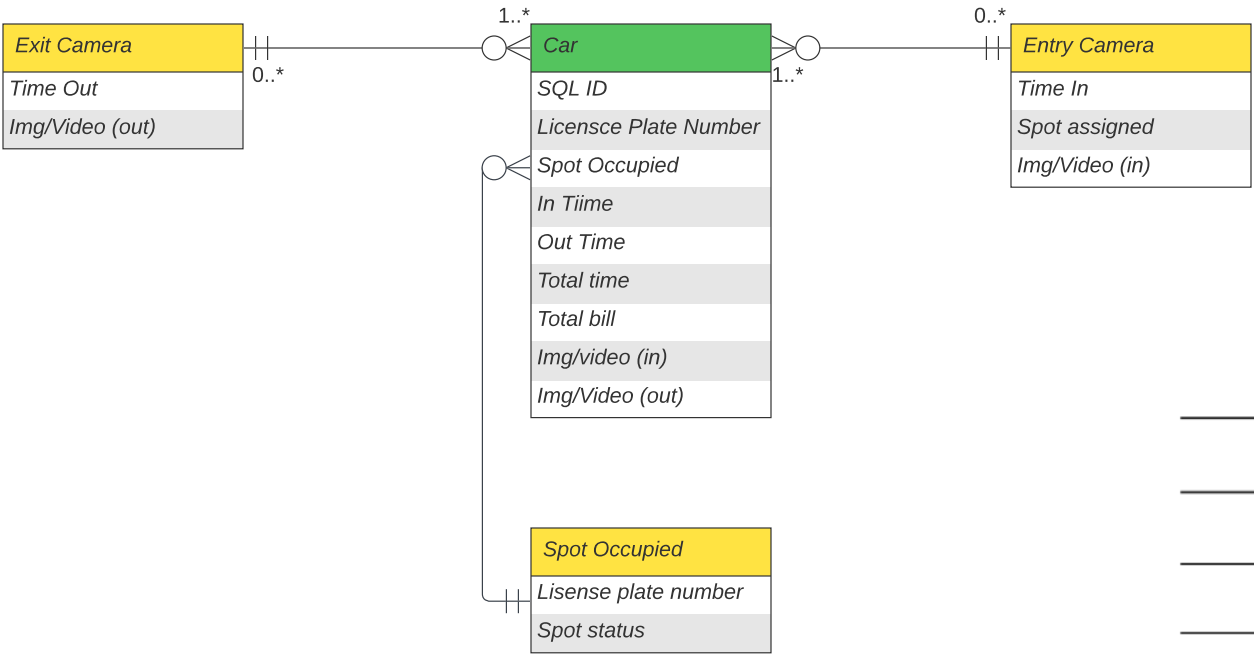 Exit Camera
Time Out
Img/Video (out)
0..*
1..*
Car
SQL ID
Licensce Plate Number
Spot Occupied
In Tiime
Out Time
Total time
Total bill
Img/video (in)
Img/Video (out)
1..*
0..*
Entry Camera
Time In
Spot assigned
Img/Video (in)
Spot Occupied
Lisense plate number
Spot status